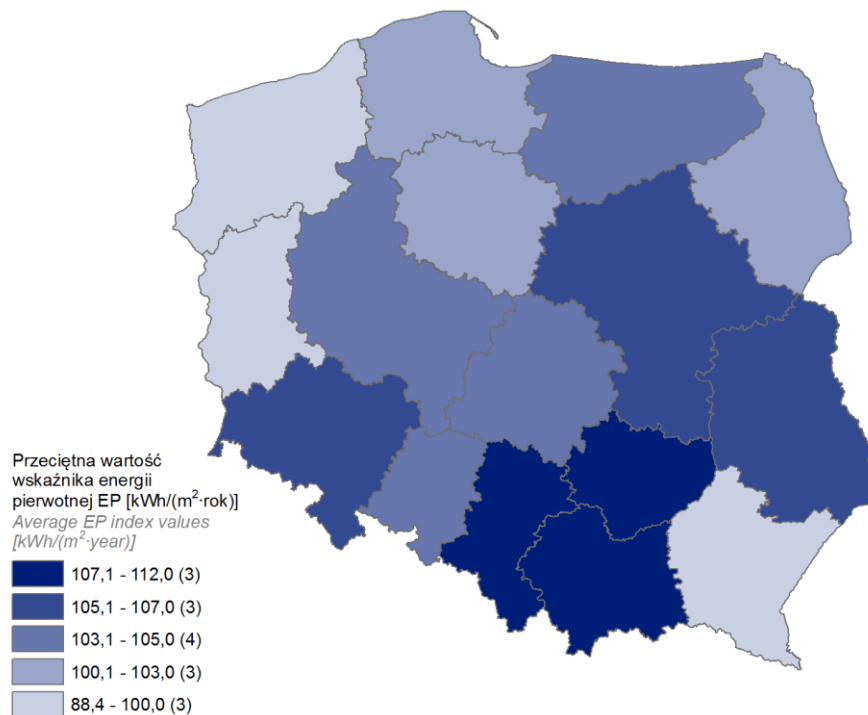 Przeciętna wartość
wskaźnika energii
pierwotnej EP [kWh/(m²·rok)]
Average EP index values
[kWh/(m²·year)]
107,1 - 112,0 (3)
105,1 - 107,0 (3)
103,1 - 105,0 (4)
100,1 - 103,0 (3)
88,4 - 100,0 (3)